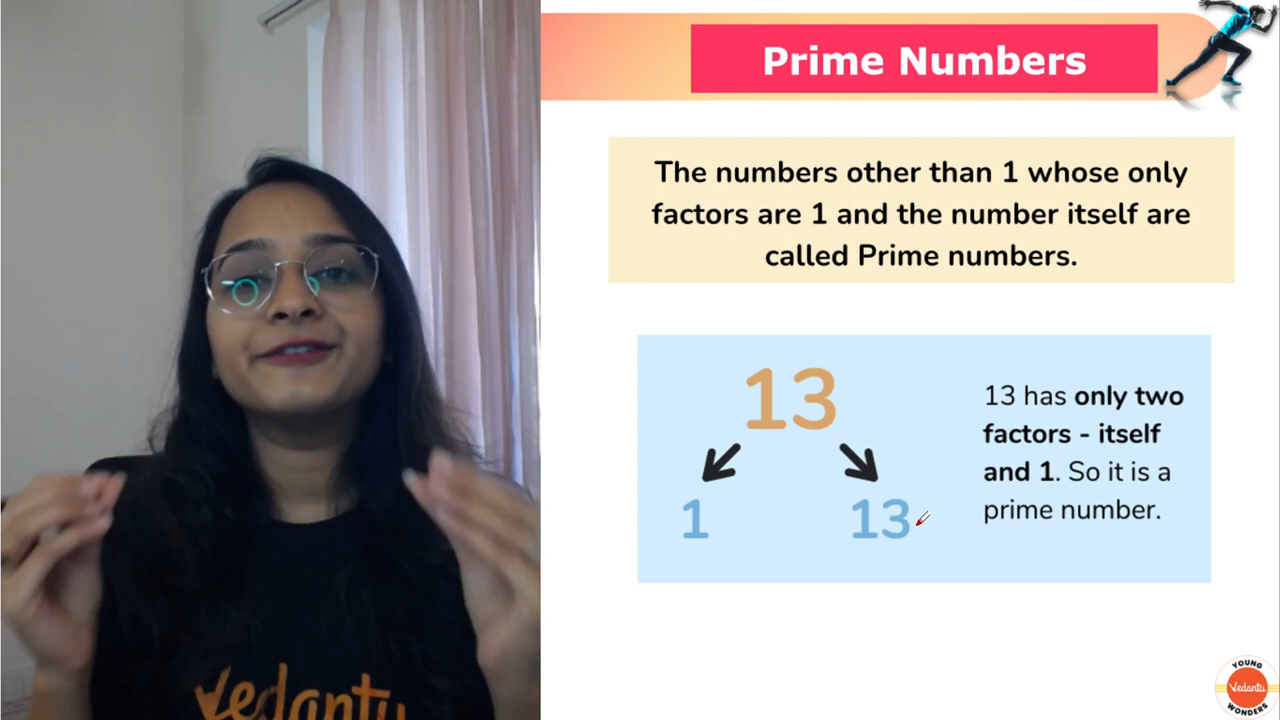 Prime Numbers
The numbers other than 1 whose only
factors are 1 and the number itself are
called Prime numbers.
13
1
13
13 has only two
factors - itself
and 1. So it is a
prime number.
Vedantu
YOUNG
Vedantu
WONDERS